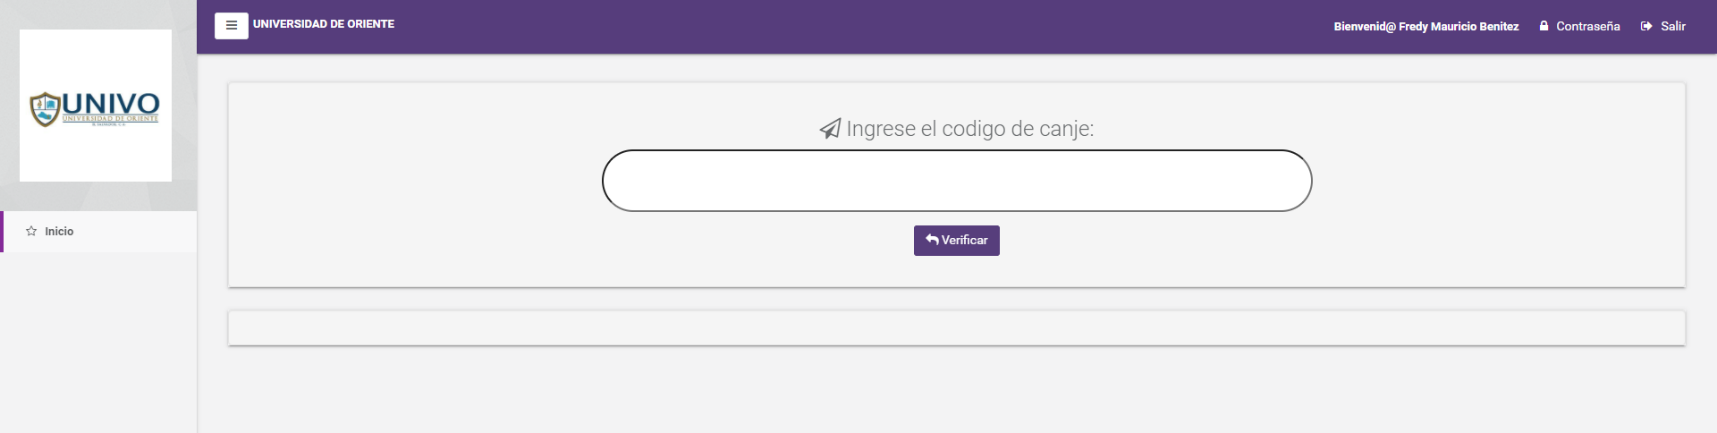 UNIVERSIDAD DE ORIENTE
Bienvenid@ Fredy Mauricio Benitez Contraseña Salir
UNIVO
UNIVERSIDAD DE ORIENTE
Inicio
Ingrese el codigo de canje:
Verificar